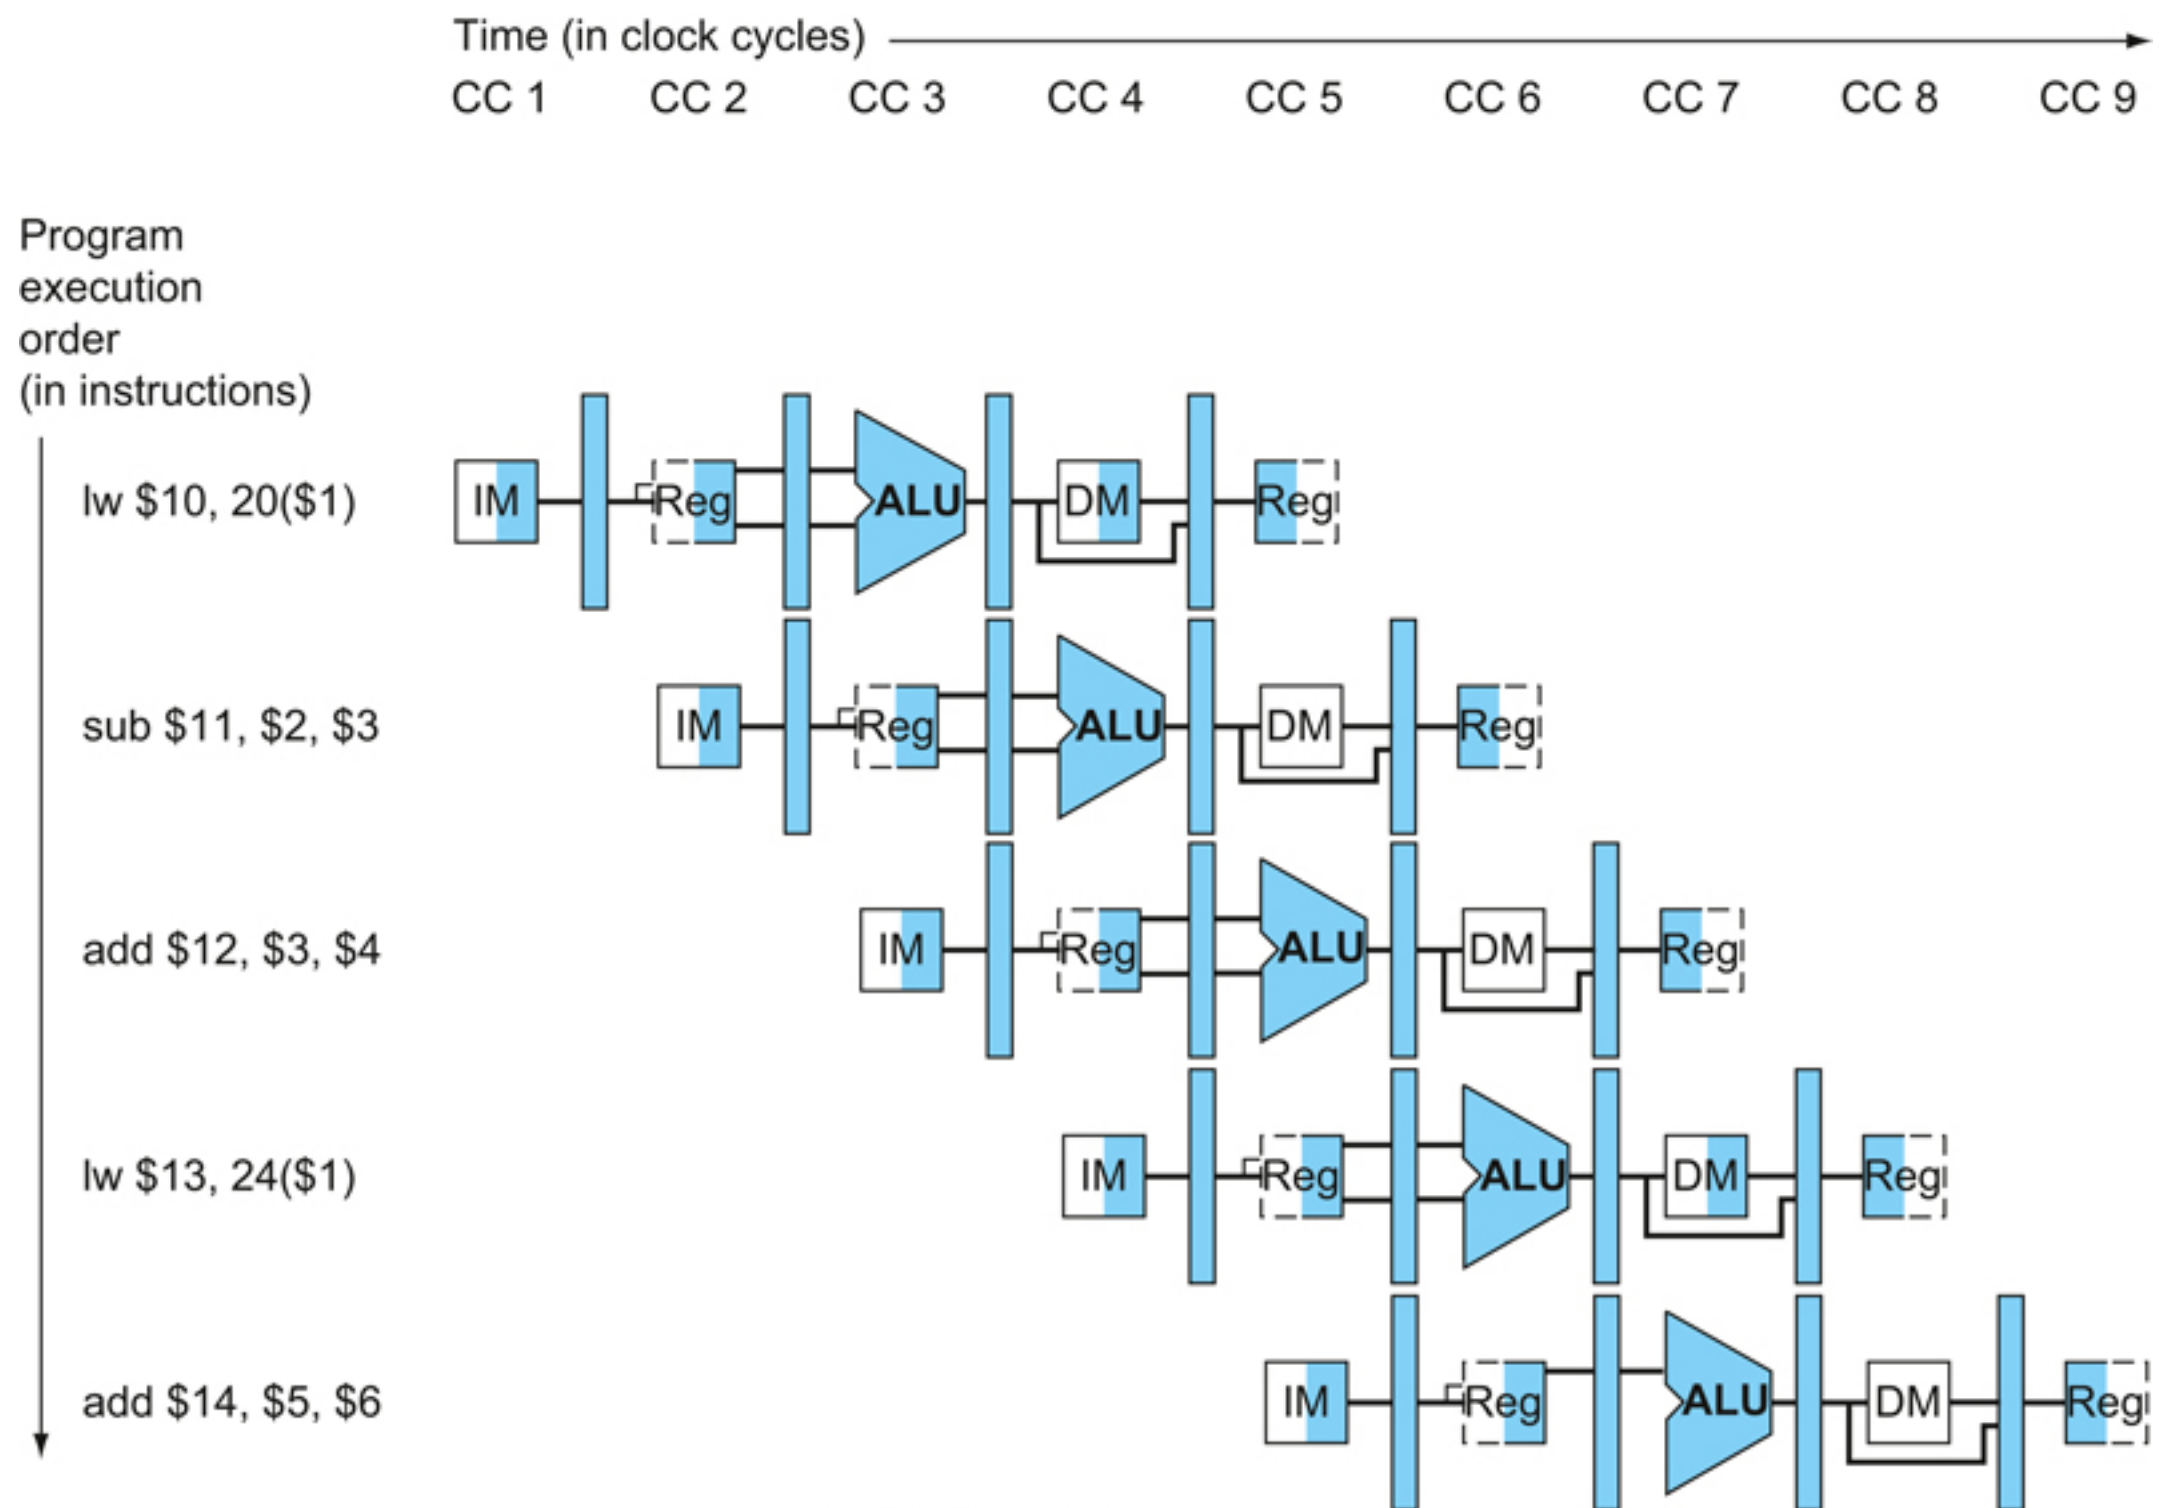 Time (in clock cycles)
CC 1 CC 2 CC 3 CC 4 CC 5 CC 6 CC 7 CC 8 CC 9
Program
execution
order
(in instructions)
lw $10, 20($1) IM Reg ALU DM Reg
sub $11, $2, $3 IM Reg ALU DM Reg
add $12, $3, $4 IM Reg ALU DM Reg
lw $13, 24($1) IM Reg ALU DM Reg
add $14, $5, $6 IM Reg ALU DM Reg